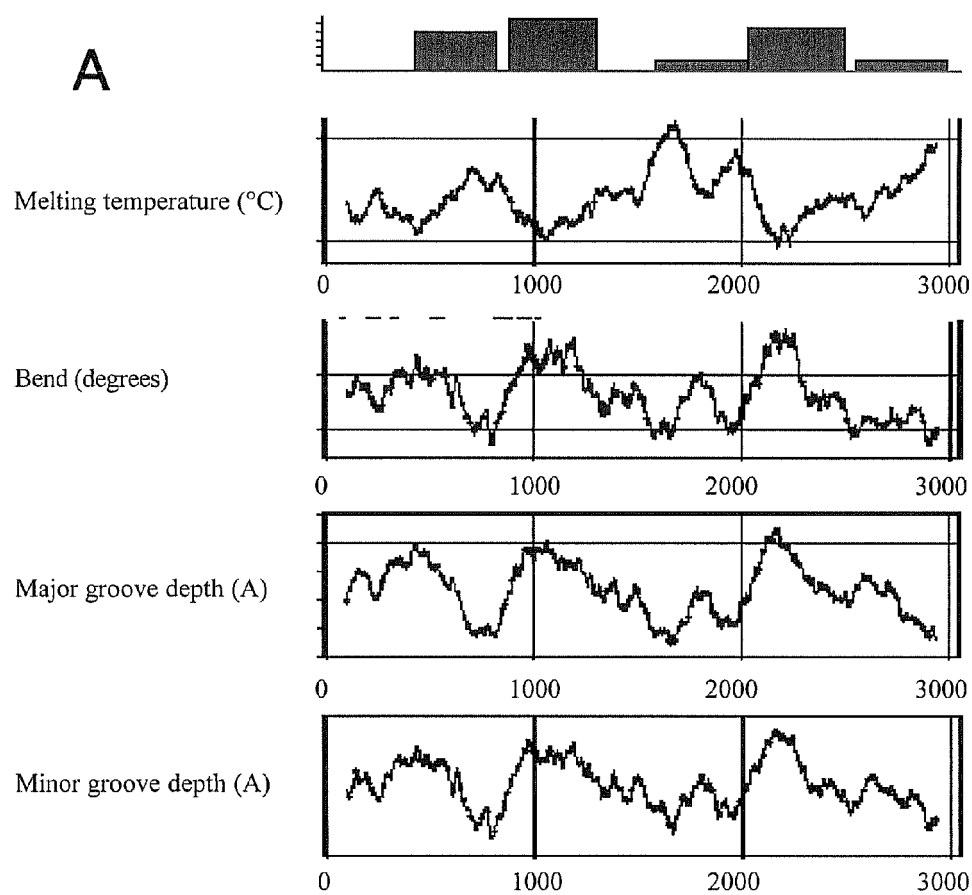 A
Melting temperature (°C)
0 1000 2000 3000
Bend (degrees)
0 1000 2000 3000
Major groove depth (A)
0 1000 2000 3000
Minor groove depth (A)
0 1000 2000 3000